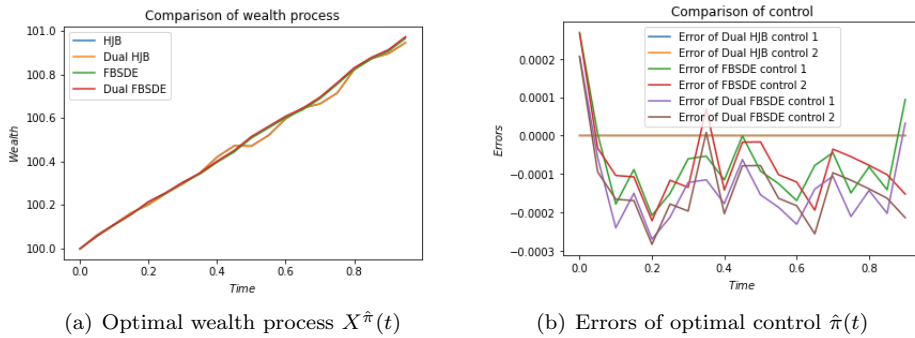 Comparison of wealth process
101.0
100.8
100.6
100.4
100.2
100.0
Wealth
HJB
Dual HJB
FBSDE
Dual FBSDE
0.0 0.2 0.4 0.6 0.8
Time
(a) Optimal wealth process X^π̂(t)
Comparison of control
0.0002
0.0001
0.0000
−0.0001
−0.0002
−0.0003
Errors
Error of Dual HJB control 1
Error of Dual HJB control 2
Error of FBSDE control 1
Error of FBSDE control 2
Error of Dual FBSDE control 1
Error of Dual FBSDE control 2
0.0 0.2 0.4 0.6 0.8
Time
(b) Errors of optimal control π̂(t)